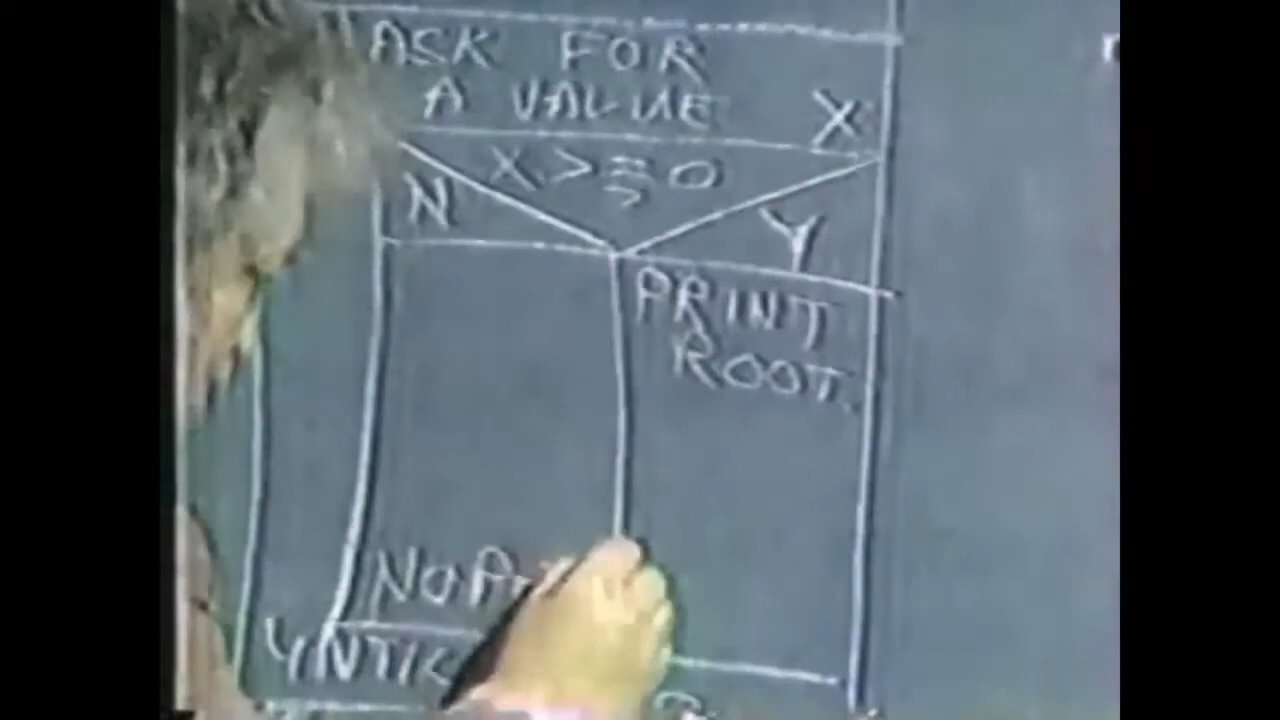 ASK FOR
A VALUE X
X >= 0
N Y
PRINT
ROOT.